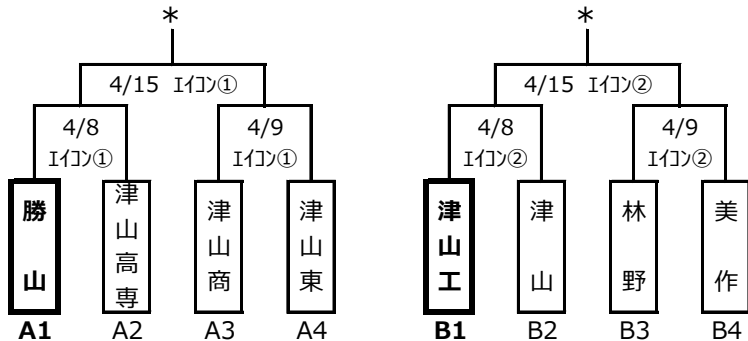 * *
4/15 ｴｲｺﾝ① 4/15 ｴｲｺﾝ②
4/8 4/9 4/8 4/9
ｴｲｺﾝ① ｴｲｺﾝ① ｴｲｺﾝ② ｴｲｺﾝ②
勝山 津山高専 津山商 津山東 津山工 津山 林野 美作
A1 A2 A3 A4 B1 B2 B3 B4